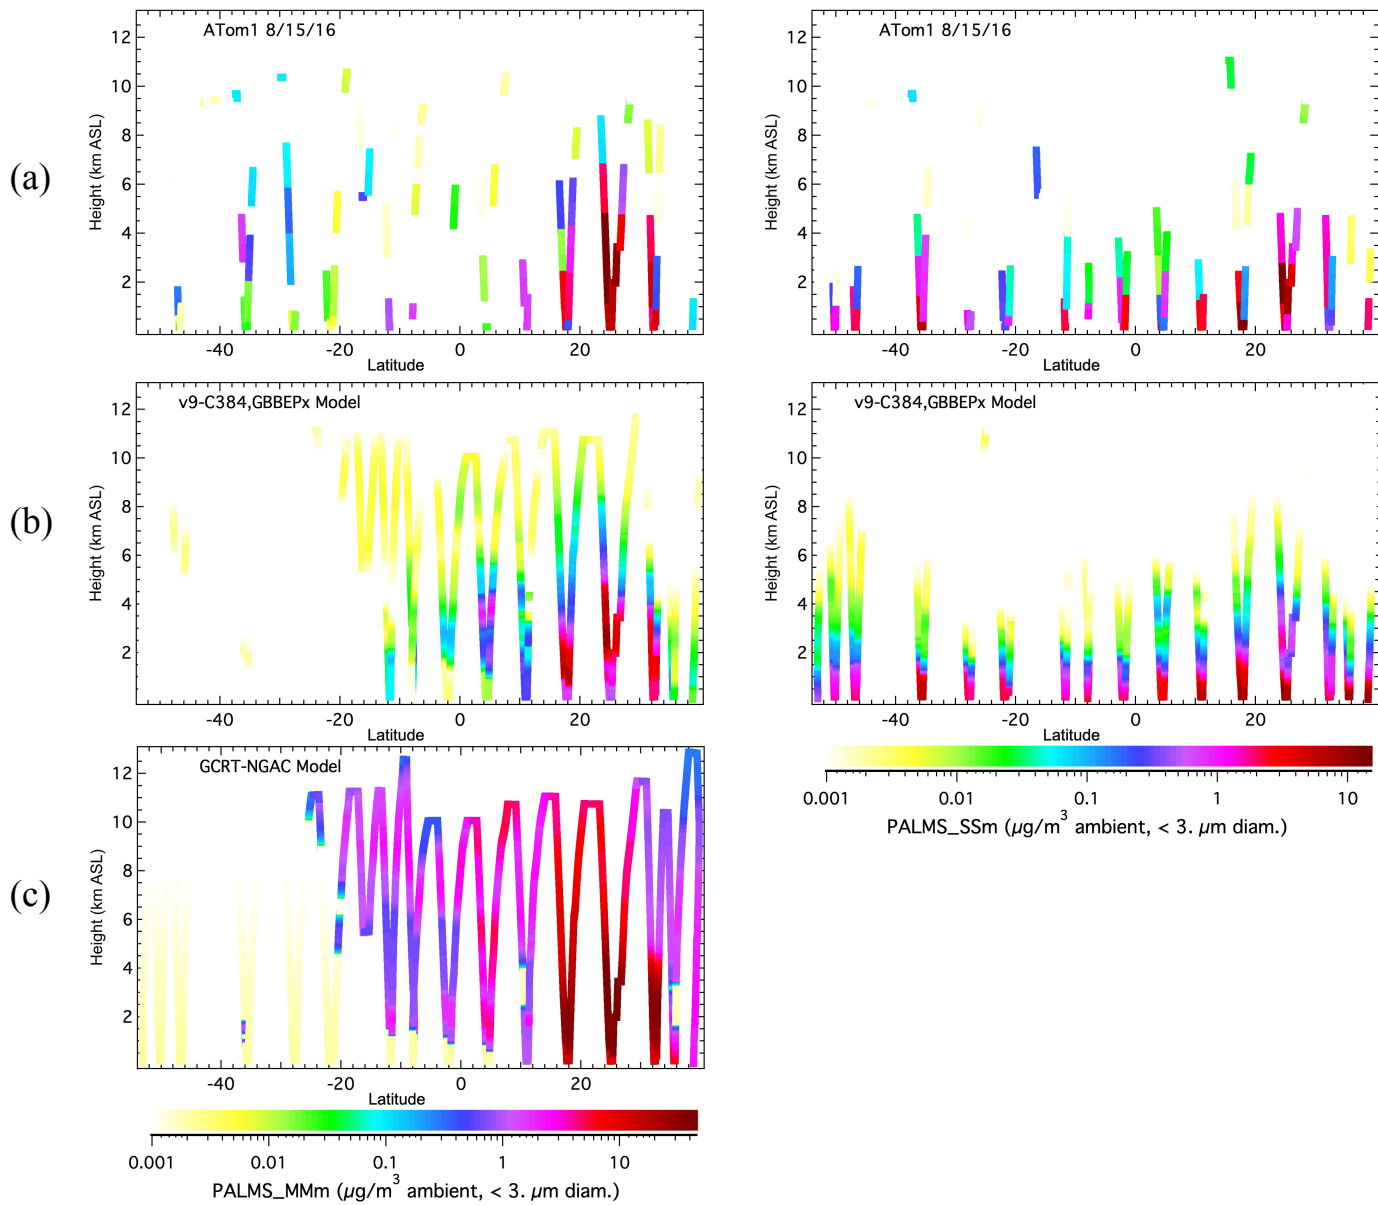 (a)
ATom1 8/15/16
Height (km ASL)
12
10
8
6
4
2
-40 -20 0 20
Latitude
ATom1 8/15/16
Height (km ASL)
12
10
8
6
4
2
-40 -20 0 20
Latitude
(b)
v9-C384,GBBEPx Model
Height (km ASL)
12
10
8
6
4
2
-40 -20 0 20
Latitude
v9-C384,GBBEPx Model
Height (km ASL)
12
10
8
6
4
2
-40 -20 0 20
Latitude
0.001 0.01 0.1 1 10
PALMS_SSm (µg/m³ ambient, < 3. µm diam.)
(c)
GCRT-NGAC Model
Height (km ASL)
12
10
8
6
4
2
-40 -20 0 20
Latitude
0.001 0.01 0.1 1 10
PALMS_MMm (µg/m³ ambient, < 3. µm diam.)